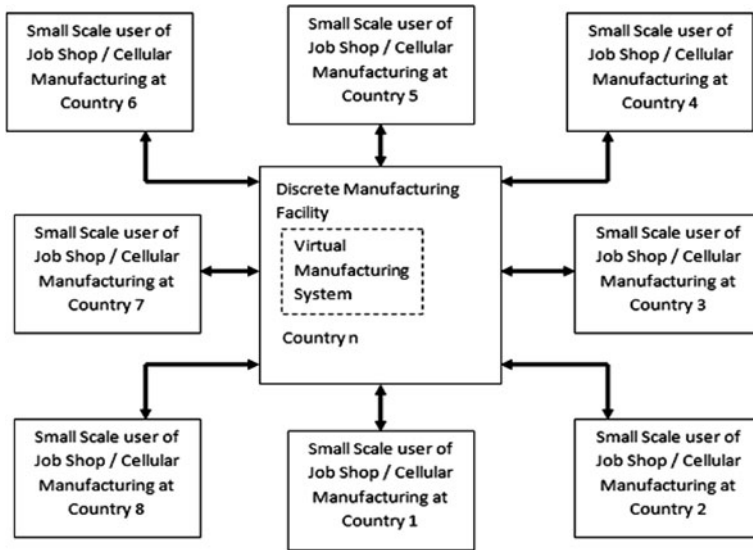 Small Scale user of
Job Shop / Cellular
Manufacturing at
Country 6
Small Scale user of
Job Shop / Cellular
Manufacturing at
Country 5
Small Scale user of
Job Shop / Cellular
Manufacturing at
Country 4
Small Scale user of
Job Shop / Cellular
Manufacturing at
Country 7
Discrete Manufacturing
Facility
Virtual
Manufacturing
System
Country n
Small Scale user of
Job Shop / Cellular
Manufacturing at
Country 3
Small Scale user of
Job Shop / Cellular
Manufacturing at
Country 8
Small Scale user of
Job Shop / Cellular
Manufacturing at
Country 1
Small Scale user of
Job Shop / Cellular
Manufacturing at
Country 2